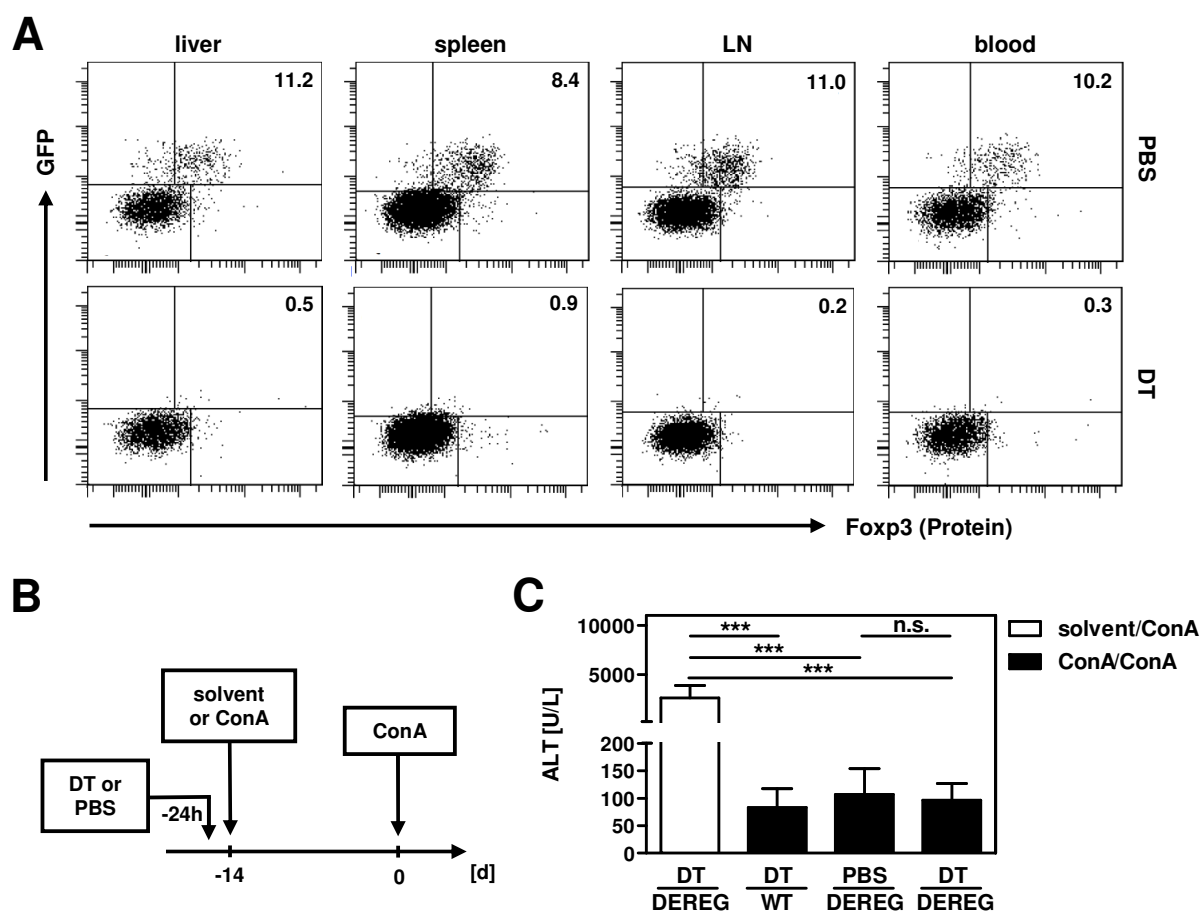 A
liver spleen LN blood
GFP
11.2 8.4 11.0 10.2
PBS
0.5 0.9 0.2 0.3
DT
Foxp3 (Protein)
B
solvent
or ConA
ConA
DT or
PBS
-24h
-14 0 [d]
C
ALT [U/L]
10000
5000
200
150
100
50
0
*** n.s.
***
***
solvent/ConA
ConA/ConA
DT DT PBS DT
DEREG WT DEREG DEREG